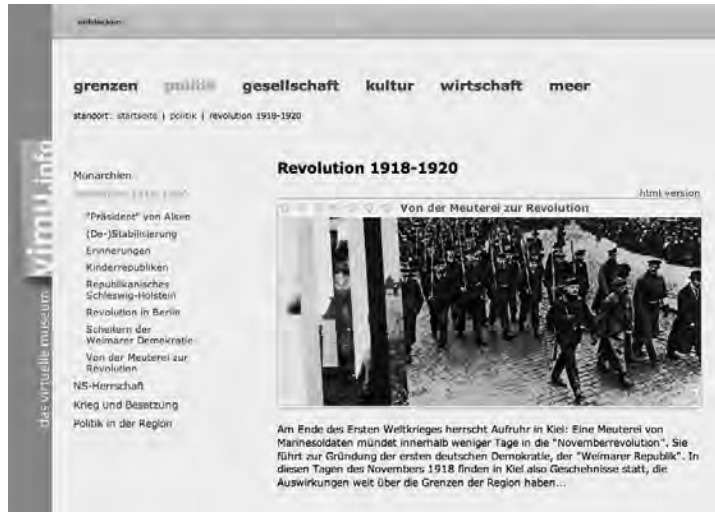 grenzen politik gesellschaft kultur wirtschaft meer
standort: startseite | politik | revolution 1918-1920
vimu.info
das virtuelle museum
Monarchien
"Präsident" von Alsen
(De-)Stabilisierung
Erinnerungen
Kinderrepubliken
Republikanisches
Schleswig-Holstein
Revolution in Berlin
Scheitern der
Weimarer Demokratie
Von der Meuterei zur
Revolution
NS-Herrschaft
Krieg und Besatzung
Politik in der Region
Revolution 1918-1920
html version
Von der Meuterei zur Revolution
Am Ende des Ersten Weltkrieges herrscht Aufruhr in Kiel: Eine Meuterei von
Marinesoldaten mündet innerhalb weniger Tage in die "Novemberrevolution". Sie
führt zur Gründung der ersten deutschen Demokratie, der "Weimarer Republik". In
diesen Tagen des Novembers 1918 finden in Kiel also Geschehnisse statt, die
Auswirkungen weit über die Grenzen der Region haben...